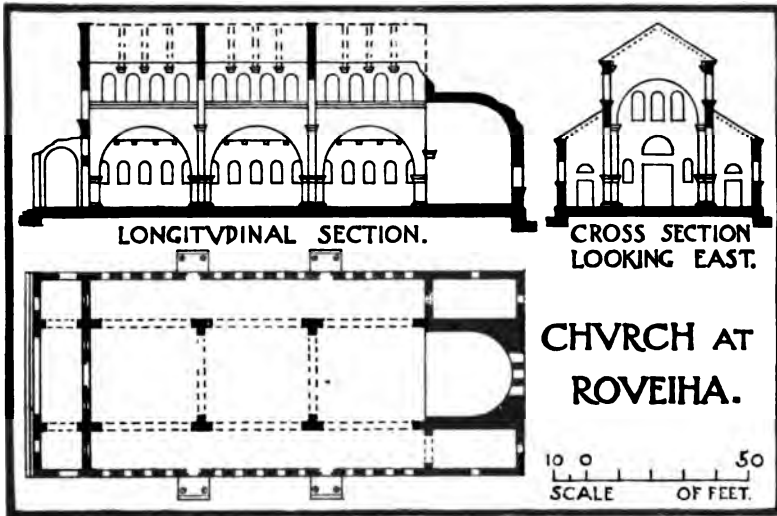 LONGITVDINAL SECTION.
CROSS SECTION
LOOKING EAST.
CHVRCH AT
ROVEIHA.
10 0 50
SCALE OF FEET.